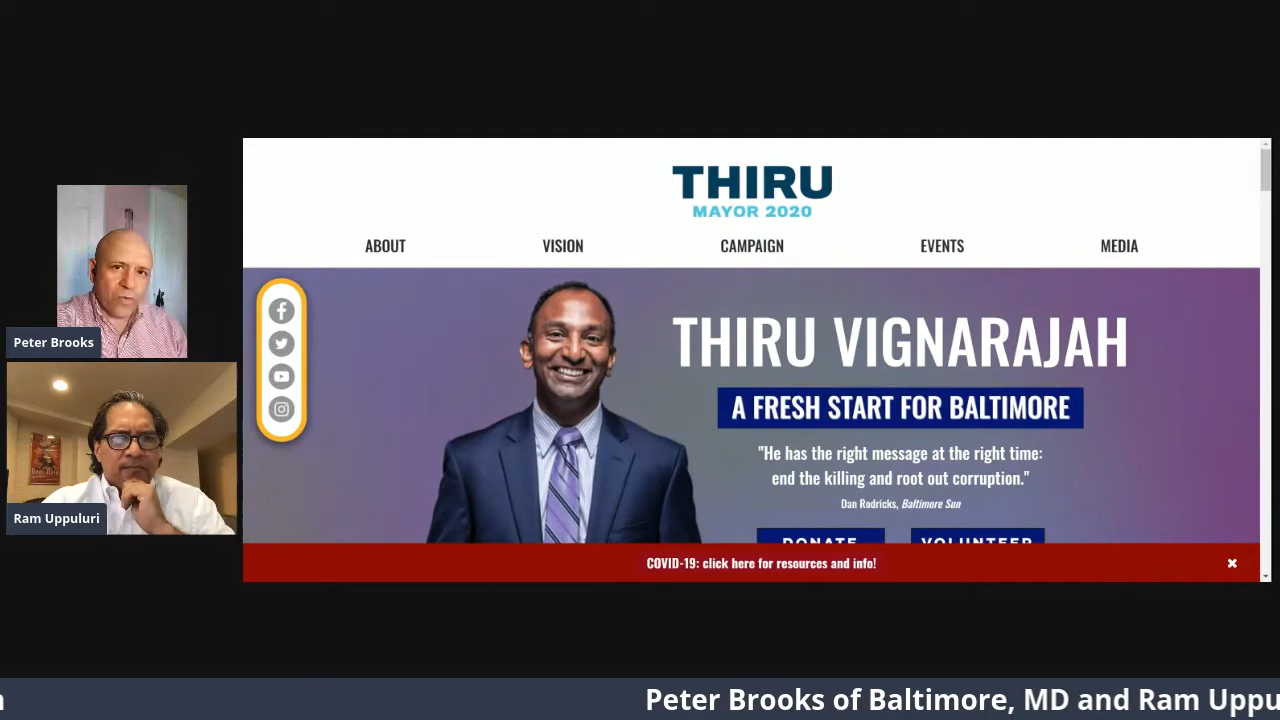 THIRU
MAYOR 2020
ABOUT VISION CAMPAIGN EVENTS MEDIA
THIRU VIGNARAJAH
A FRESH START FOR BALTIMORE
"He has the right message at the right time:
end the killing and root out corruption."
Dan Rodricks, Baltimore Sun
DONATE VOLUNTEER
COVID-19: click here for resources and info!
Peter Brooks
Ram Uppuluri
Peter Brooks of Baltimore, MD and Ram Uppu